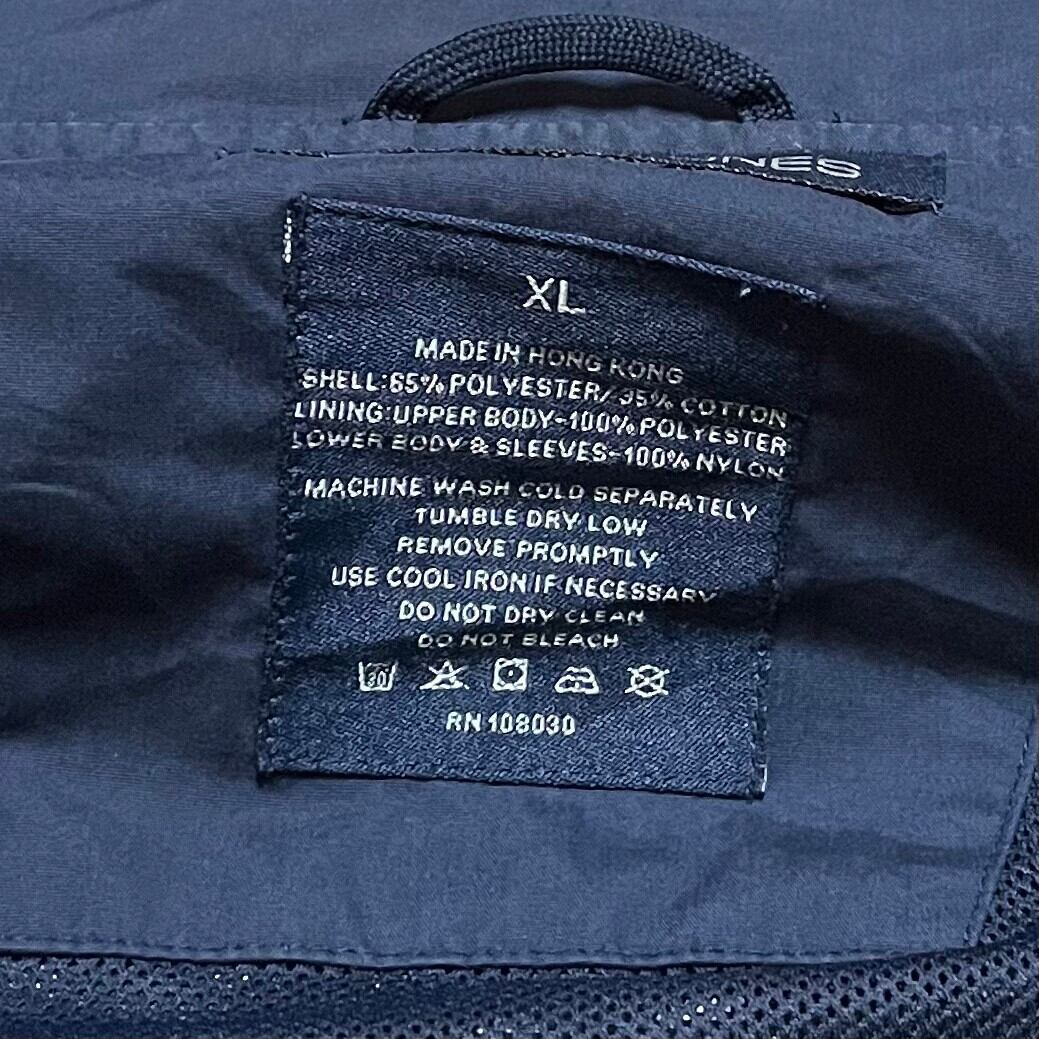 NES
XL
MADE IN HONG KONG
SHELL:65% POLYESTER/35% COTTON
LINING:UPPER BODY-100% POLYESTER
LOWER BODY & SLEEVES-100% NYLON
MACHINE WASH COLD SEPARATELY
TUMBLE DRY LOW
REMOVE PROMPTLY
USE COOL IRON IF NECESSARY
DO NOT DRY CLEAN
DO NOT BLEACH
30
RN 108030